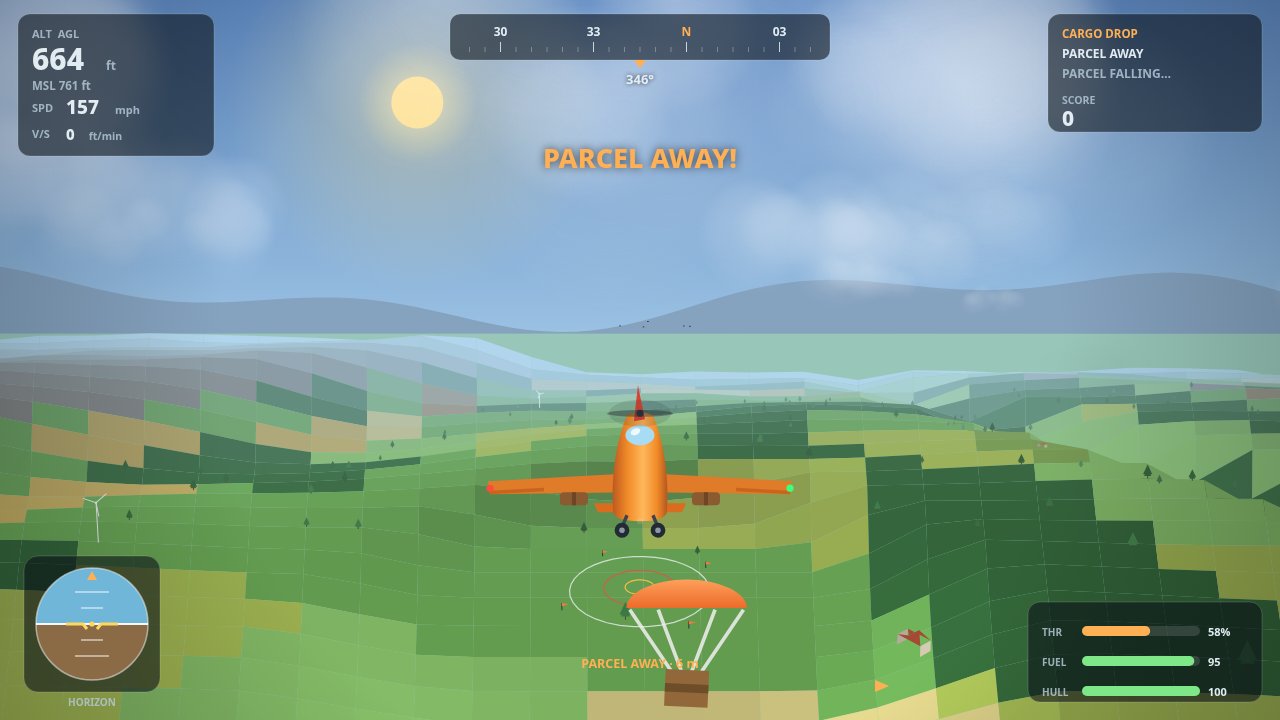 ALT AGL
664 ft
MSL 761 ft
SPD 157 mph
V/S 0 ft/min
30 33 N 03
346°
CARGO DROP
PARCEL AWAY
PARCEL FALLING...
SCORE
0
PARCEL AWAY!
PARCEL AWAY · 6 m
HORIZON
THR 58%
FUEL 95
HULL 100